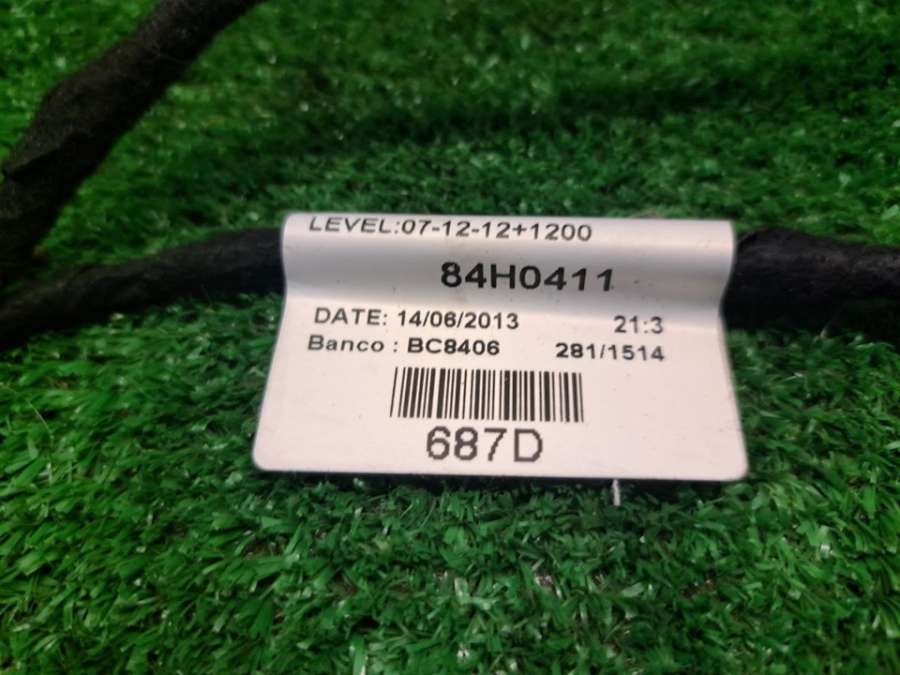 LEVEL:07-12-12+1200
84H0411
DATE: 14/06/2013 21:3
Banco : BC8406 281/1514
687D